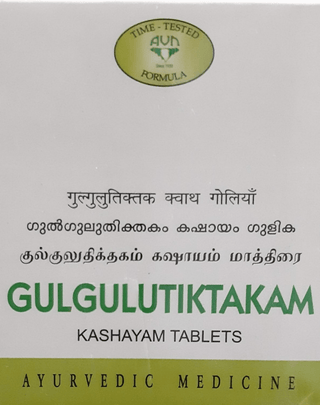 TIME - TESTED
AVN
FORMULA
गुल्गुलुतिक्तक क्वाथ गोलियाँ
ഗുൽഗുലുതിക്തകം കഷായം ഗുളിക
குல்குலுதிக்தகம் கஷாயம் மாத்திரை
GULGULUTIKTAKAM
KASHAYAM TABLETS
AYURVEDIC MEDICINE